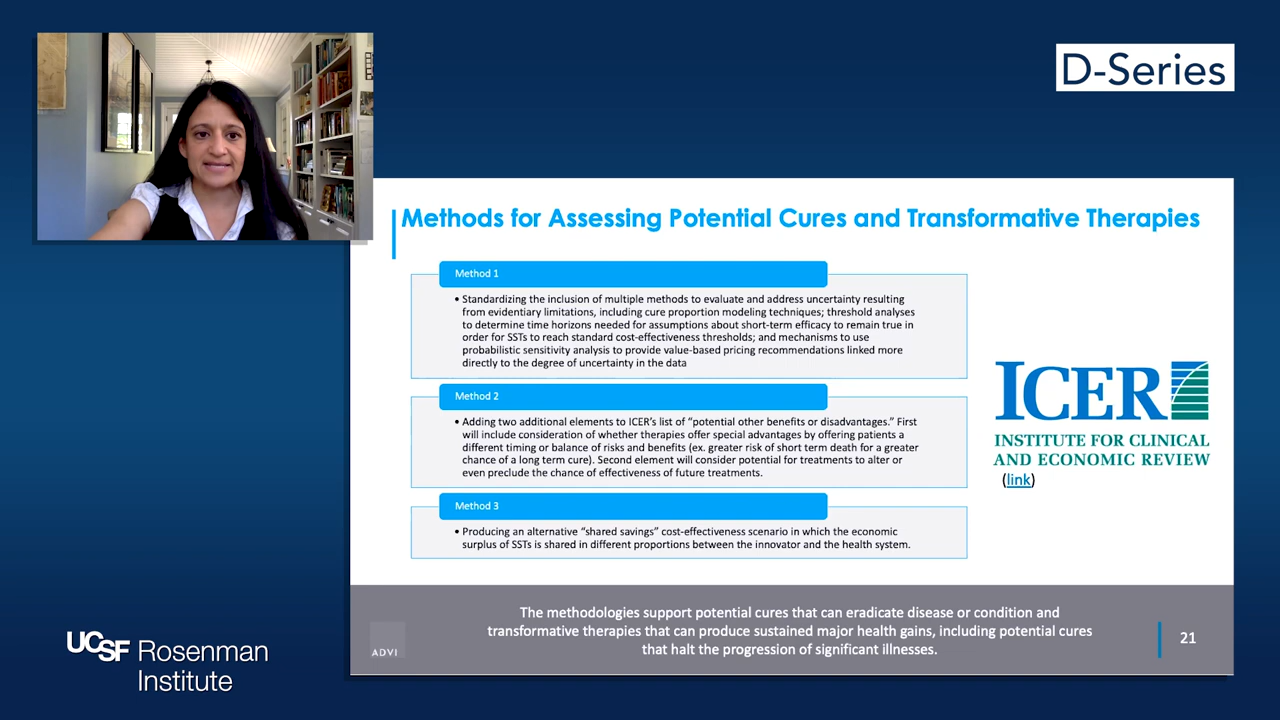 D-Series
Methods for Assessing Potential Cures and Transformative Therapies
Method 1
• Standardizing the inclusion of multiple methods to evaluate and address uncertainty resulting
from evidentiary limitations, including cure proportion modeling techniques; threshold analyses
to determine time horizons needed for assumptions about short-term efficacy to remain true in
order for SSTs to reach standard cost-effectiveness thresholds; and mechanisms to use
probabilistic sensitivity analysis to provide value-based pricing recommendations linked more
directly to the degree of uncertainty in the data
Method 2
• Adding two additional elements to ICER's list of "potential other benefits or disadvantages." First
will include consideration of whether therapies offer special advantages by offering patients a
different timing or balance of risks and benefits (ex. greater risk of short term death for a greater
chance of a long term cure). Second element will consider potential for treatments to alter or
even preclude the chance of effectiveness of future treatments.
Method 3
• Producing an alternative "shared savings" cost-effectiveness scenario in which the economic
surplus of SSTs is shared in different proportions between the innovator and the health system.
ICER
INSTITUTE FOR CLINICAL
AND ECONOMIC REVIEW
(link)
The methodologies support potential cures that can eradicate disease or condition and
transformative therapies that can produce sustained major health gains, including potential cures
that halt the progression of significant illnesses.
ADVI
21
UCSF Rosenman
Institute